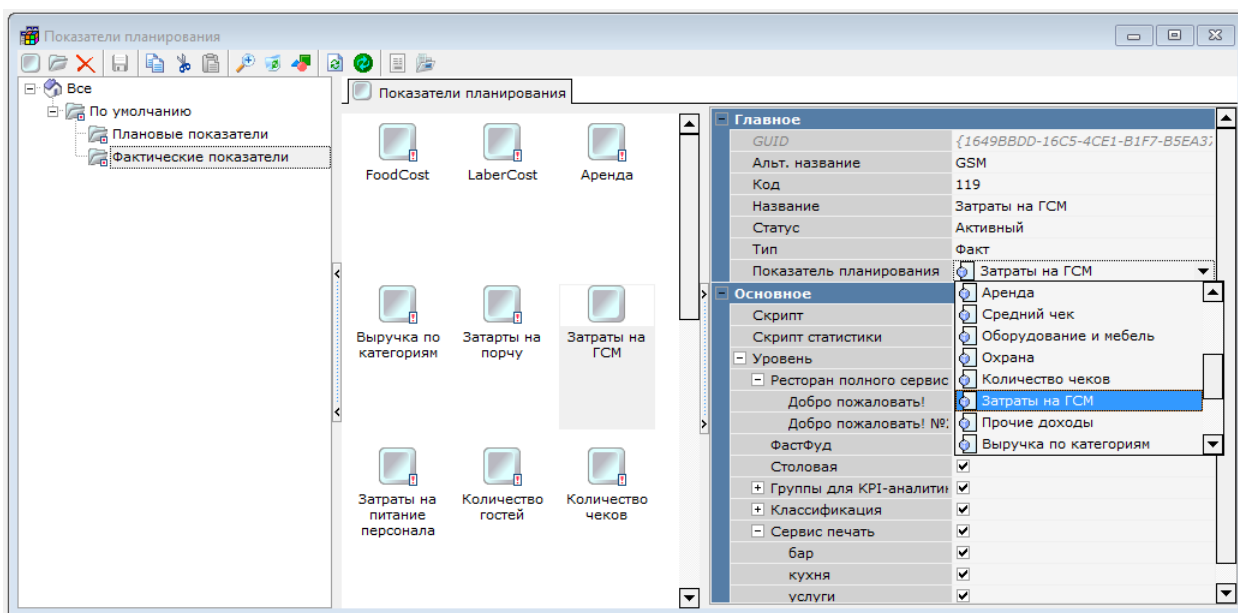 Показатели планирования
Все
По умолчанию
Плановые показатели
Фактические показатели
Показатели планирования
FoodCost
LaberCost
Аренда
Выручка по
категориям
Затарты на
порчу
Затраты на
ГСМ
Затраты на
питание
персонала
Количество
гостей
Количество
чеков
Главное
GUID {1649BBDD-16C5-4CE1-B1F7-B5EA37
Альт. название GSM
Код 119
Название Затраты на ГСМ
Статус Активный
Тип Факт
Показатель планирования Затраты на ГСМ
Основное
Скрипт
Скрипт статистики
Уровень
Ресторан полного сервис
Добро пожаловать!
Добро пожаловать! №2
ФастФуд
Столовая
Группы для KPI-аналитик
Классификация
Сервис печать
бар
кухня
услуги
Аренда
Средний чек
Оборудование и мебель
Охрана
Количество чеков
Затраты на ГСМ
Прочие доходы
Выручка по категориям